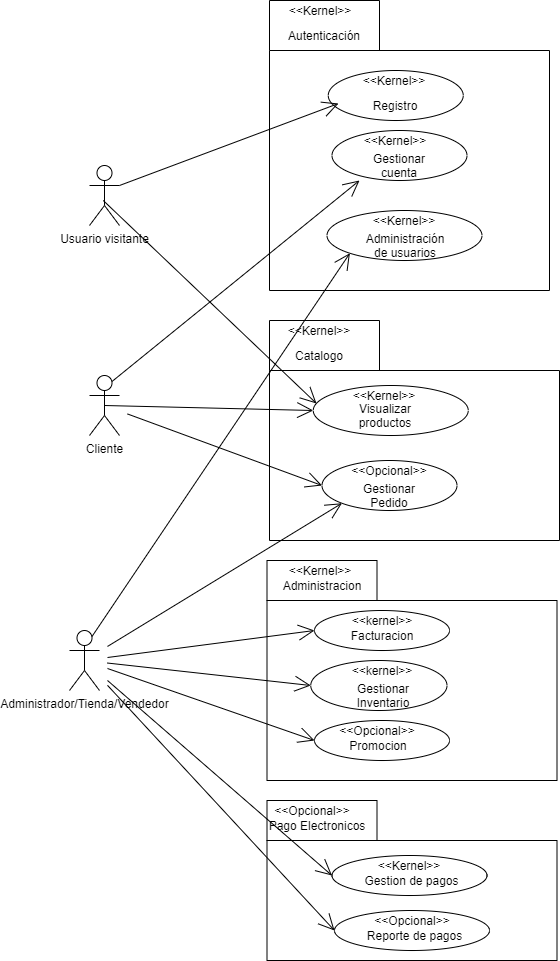 <<Kernel>>
Autenticación
<<Kernel>>
Registro
<<Kernel>>
Gestionar
cuenta
<<Kernel>>
Administración
de usuarios
Usuario visitante
<<Kernel>>
Catalogo
<<Kernel>>
Visualizar
productos
Cliente
<<Opcional>>
Gestionar
Pedido
<<Kernel>>
Administracion
<<kernel>>
Facturacion
<<kernel>>
Gestionar
Inventario
Administrador/Tienda/Vendedor
<<Opcional>>
Promocion
<<Opcional>>
Pago Electronicos
<<Kernel>>
Gestion de pagos
<<Opcional>>
Reporte de pagos